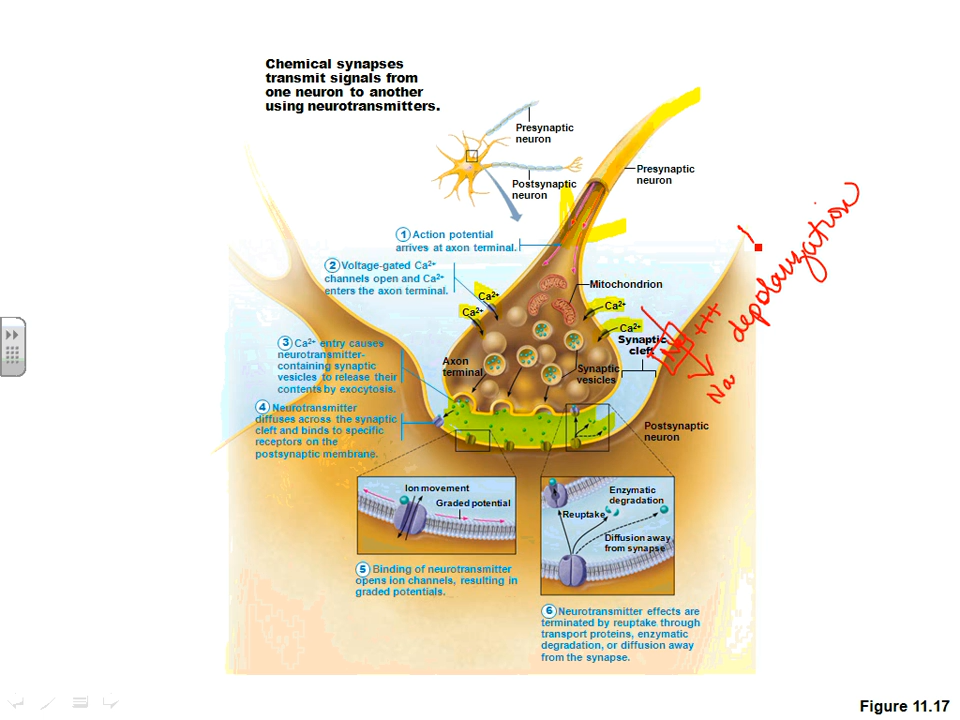 Chemical synapses
transmit signals from
one neuron to another
using neurotransmitters.
Presynaptic
neuron
Postsynaptic
neuron
Presynaptic
neuron
1 Action potential
arrives at axon terminal.
2 Voltage-gated Ca²⁺
channels open and Ca²⁺
enters the axon terminal.
Mitochondrion
Ca²⁺
Ca²⁺
Ca²⁺
Ca²⁺
Synaptic
cleft
+++
depolarization
Na
3 Ca²⁺ entry causes
neurotransmitter-
containing synaptic
vesicles to release their
contents by exocytosis.
Axon
terminal
Synaptic
vesicles
4 Neurotransmitter
diffuses across the synaptic
cleft and binds to specific
receptors on the
postsynaptic membrane.
Postsynaptic
neuron
Ion movement
Graded potential
Enzymatic
degradation
Reuptake
Diffusion away
from synapse
5 Binding of neurotransmitter
opens ion channels, resulting in
graded potentials.
6 Neurotransmitter effects are
terminated by reuptake through
transport proteins, enzymatic
degradation, or diffusion away
from the synapse.
Figure 11.17